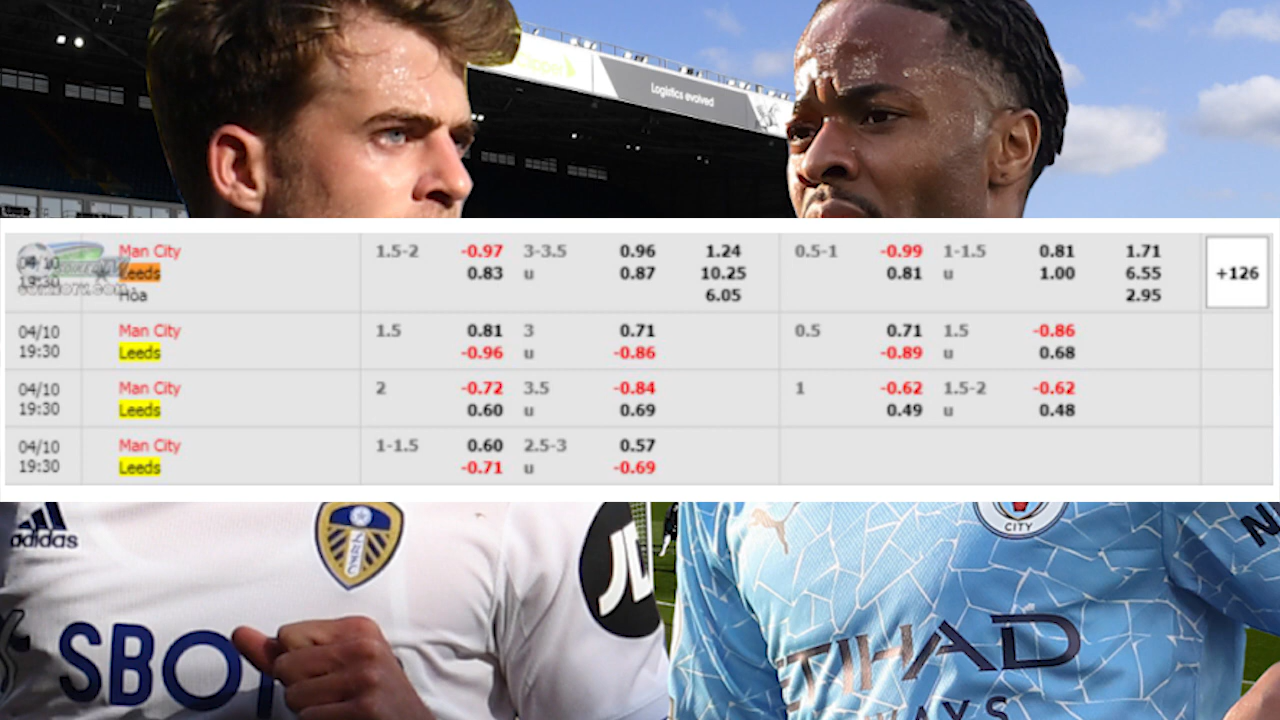 Clipper
Logistics evolved
04/10 Man City 1.5-2 -0.97 3-3.5 0.96 1.24 0.5-1 -0.99 1-1.5 0.81 1.71
19:30 Leeds 0.83 u 0.87 10.25 0.81 u 1.00 6.55 +126
Hòa 6.05 2.95
04/10 Man City 1.5 0.81 3 0.71 0.5 0.71 1.5 -0.86
19:30 Leeds -0.96 u -0.86 -0.89 u 0.68
04/10 Man City 2 -0.72 3.5 -0.84 1 -0.62 1.5-2 -0.62
19:30 Leeds 0.60 u 0.69 0.49 u 0.48
04/10 Man City 1-1.5 0.60 2.5-3 0.57
19:30 Leeds -0.71 u -0.69
adidas
CITY
SBO
ETIHAD